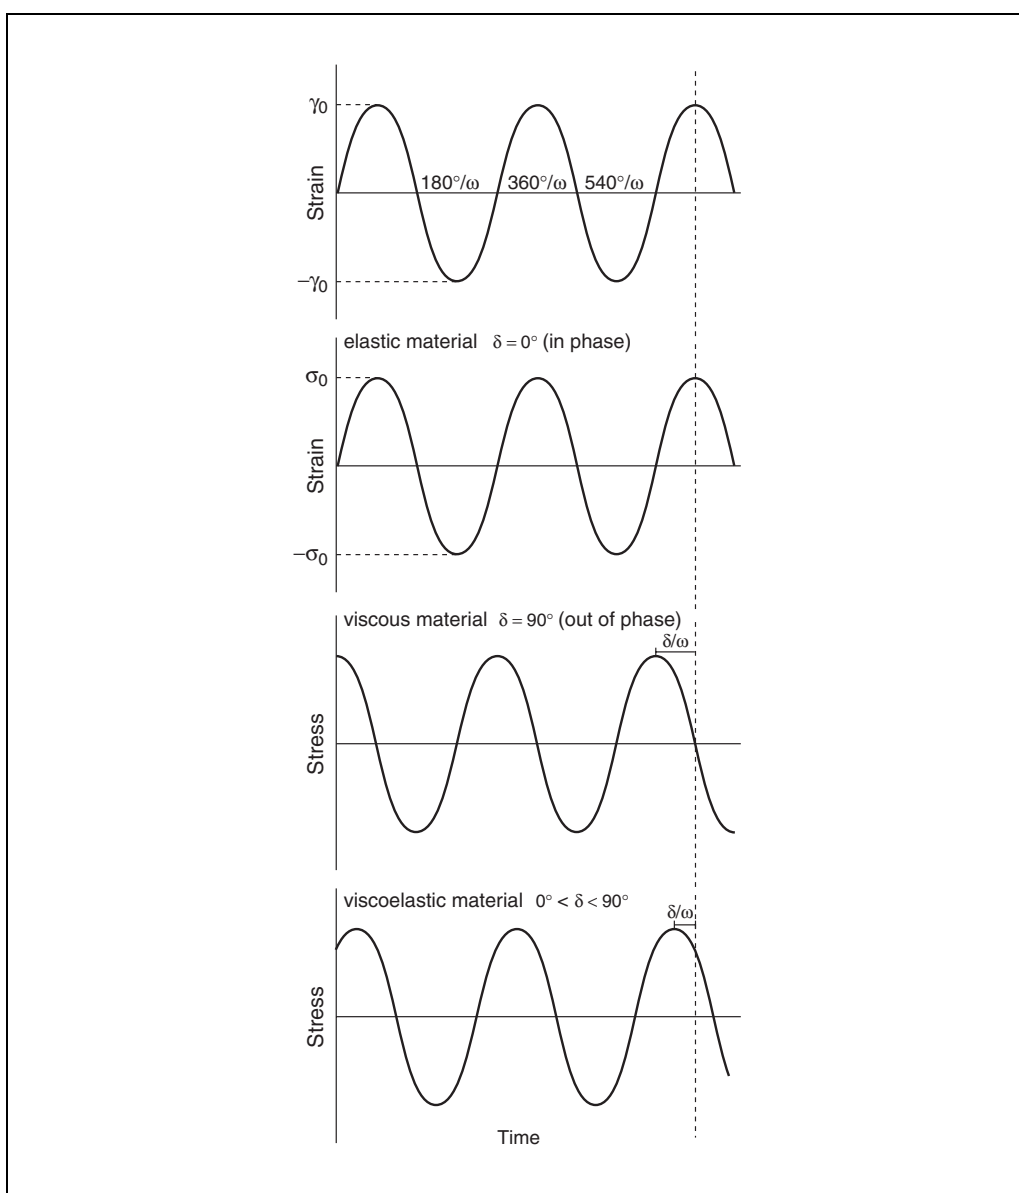 γ0
180°/ω 360°/ω 540°/ω
Strain
−γ0
elastic material δ = 0° (in phase)
σ0
Strain
−σ0
viscous material δ = 90° (out of phase)
δ/ω
Stress
viscoelastic material 0° < δ < 90°
δ/ω
Stress
Time